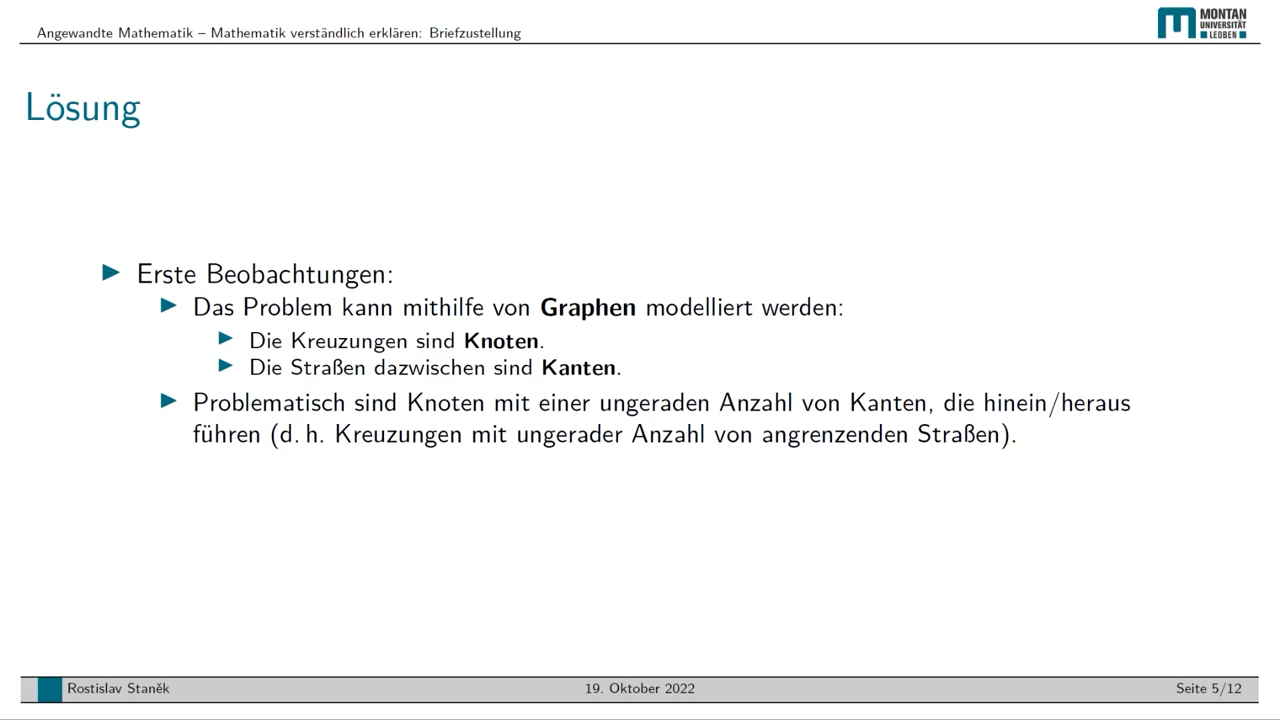 Angewandte Mathematik – Mathematik verständlich erklären: Briefzustellung
MONTAN
UNIVERSITÄT
LEOBEN
Lösung
Erste Beobachtungen:
Das Problem kann mithilfe von Graphen modelliert werden:
Die Kreuzungen sind Knoten.
Die Straßen dazwischen sind Kanten.
Problematisch sind Knoten mit einer ungeraden Anzahl von Kanten, die hinein/heraus
führen (d. h. Kreuzungen mit ungerader Anzahl von angrenzenden Straßen).
Rostislav Staněk 19. Oktober 2022 Seite 5/12